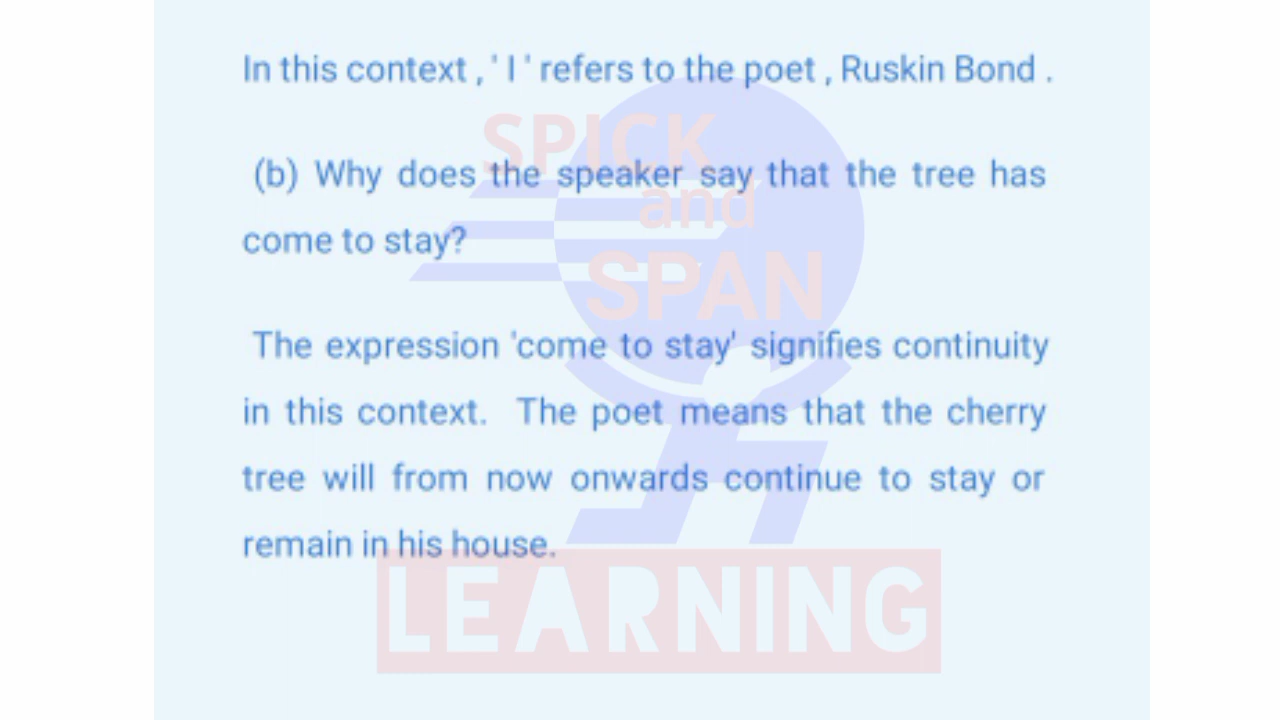 In this context , ' I ' refers to the poet , Ruskin Bond .
(b) Why does the speaker say that the tree has
come to stay?
The expression 'come to stay' signifies continuity
in this context. The poet means that the cherry
tree will from now onwards continue to stay or
remain in his house.
SPICK
and
SPAN
LEARNING